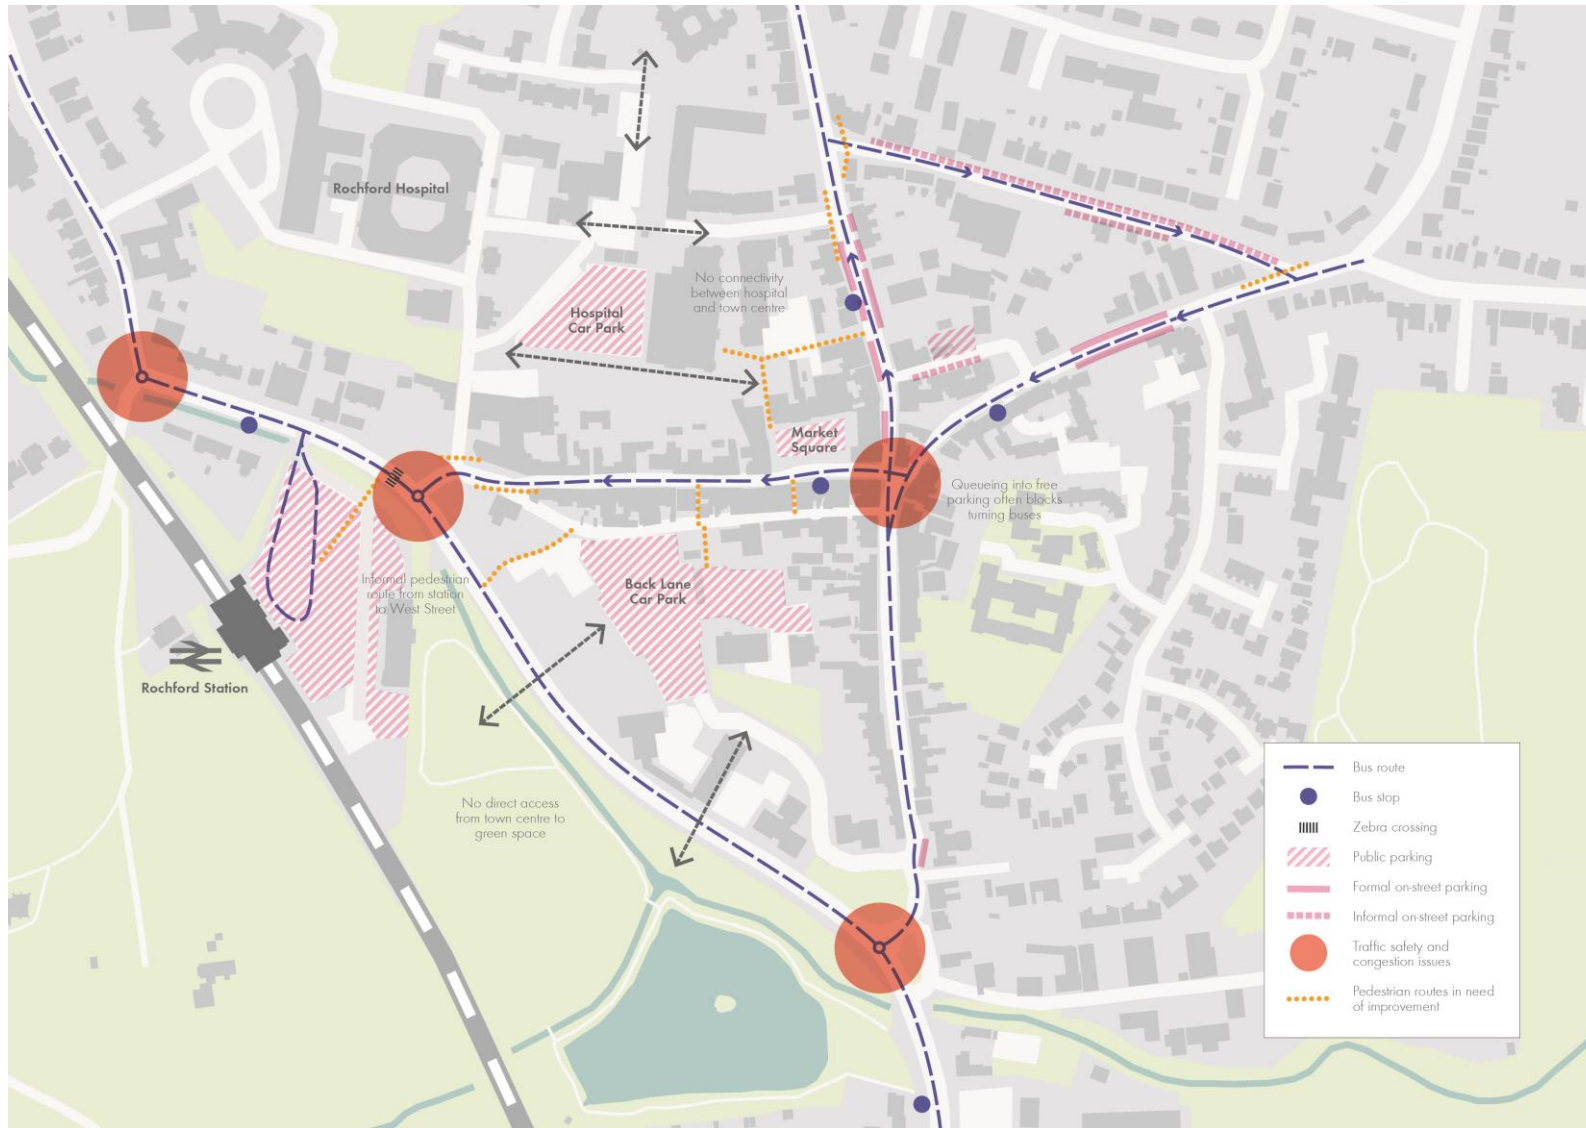 Rochford Hospital
No connectivity
between hospital
and town centre
Hospital
Car Park
Market
Square
Queueing into free
parking often blocks
turning buses
Informal pedestrian
route from station
to West Street
Back Lane
Car Park
Rochford Station
No direct access
from town centre to
green space
Bus route
Bus stop
Zebra crossing
Public parking
Formal on-street parking
Informal on-street parking
Traffic safety and
congestion issues
Pedestrian routes in need
of improvement